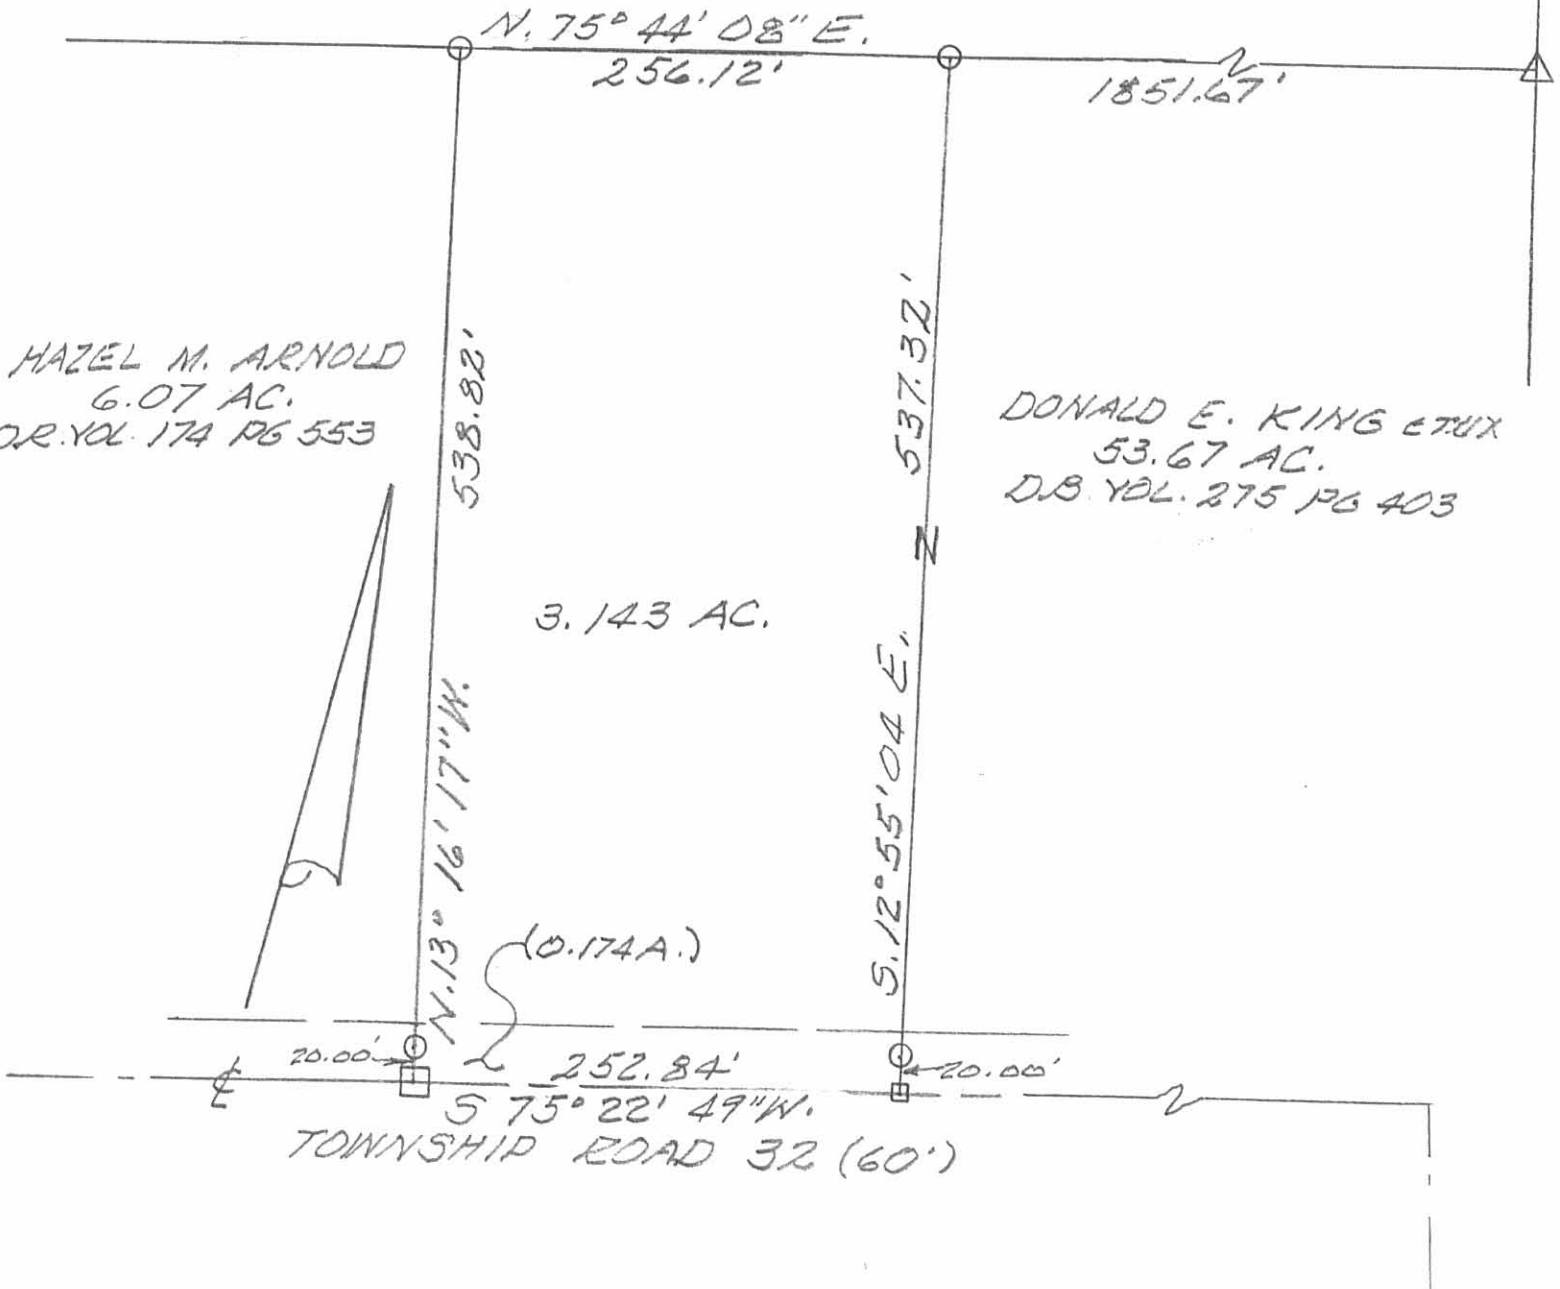 N. 75° 44' 08" E.
256.12'
1851.67'
538.82'
537.32'
HAZEL M. ARNOLD
6.07 AC.
O.R. VOL. 174 PG 553
DONALD E. KING ETUX
53.67 AC.
D.B. VOL. 275 PG 403
Z
3.143 AC.
N. 13° 16' 17" W.
S. 12° 55' 04 E.
(0.174A.)
20.00'
252.84'
20.00'
℄
S 75° 22' 49" W.
TOWNSHIP ROAD 32 (60')